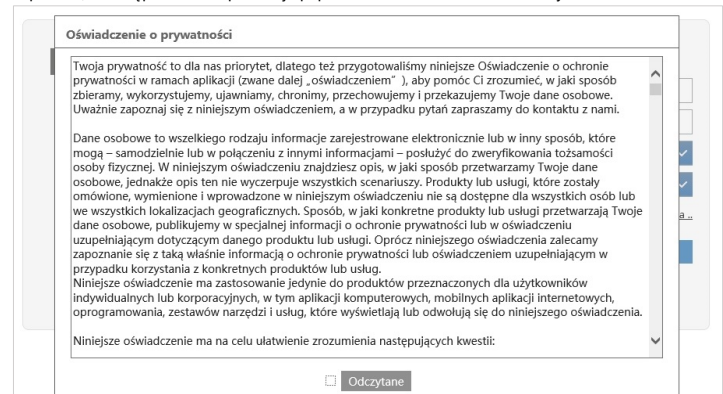 Oświadczenie o prywatności
Twoja prywatność to dla nas priorytet, dlatego też przygotowaliśmy niniejsze Oświadczenie o ochronie
prywatności w ramach aplikacji (zwane dalej „oświadczeniem" ), aby pomóc Ci zrozumieć, w jaki sposób
zbieramy, wykorzystujemy, ujawniamy, chronimy, przechowujemy i przekazujemy Twoje dane osobowe.
Uważnie zapoznaj się z niniejszym oświadczeniem, a w przypadku pytań zapraszamy do kontaktu z nami.
Dane osobowe to wszelkiego rodzaju informacje zarejestrowane elektronicznie lub w inny sposób, które
mogą – samodzielnie lub w połączeniu z innymi informacjami – posłużyć do zweryfikowania tożsamości
osoby fizycznej. W niniejszym oświadczeniu znajdziesz opis, w jaki sposób przetwarzamy Twoje dane
osobowe, jednakże opis ten nie wyczerpuje wszystkich scenariuszy. Produkty lub usługi, które zostały
omówione, wymienione i wprowadzone w niniejszym oświadczeniu nie są dostępne dla wszystkich osób lub
we wszystkich lokalizacjach geograficznych. Sposób, w jaki konkretne produkty lub usługi przetwarzają Twoje
dane osobowe, publikujemy w specjalnej informacji o ochronie prywatności lub w oświadczeniu
uzupełniającym dotyczącym danego produktu lub usługi. Oprócz niniejszego oświadczenia zalecamy
zapoznanie się z taką właśnie informacją o ochronie prywatności lub oświadczeniem uzupełniającym w
przypadku korzystania z konkretnych produktów lub usług.
Niniejsze oświadczenie ma zastosowanie jedynie do produktów przeznaczonych dla użytkowników
indywidualnych lub korporacyjnych, w tym aplikacji komputerowych, mobilnych aplikacji internetowych,
oprogramowania, zestawów narzędzi i usług, które wyświetlają lub odwołują się do niniejszego oświadczenia.
Niniejsze oświadczenie ma na celu ułatwienie zrozumienia następujących kwestii:
a ..
Odczytane